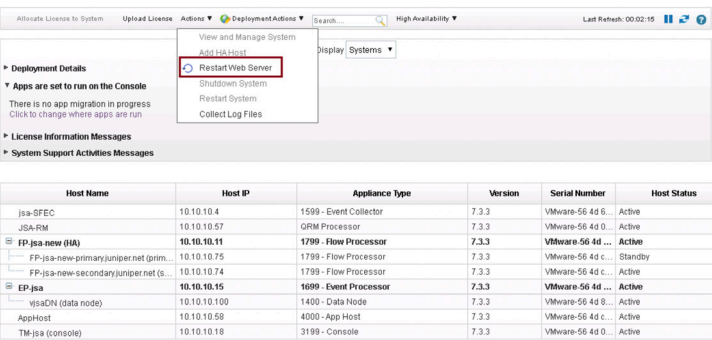 Allocate License to System Upload License Actions ▼ Deployment Actions ▼ Search.... High Availability ▼ Last Refresh: 00:02:15
View and Manage System
Add HA Host
Restart Web Server
Shutdown System
Restart System
Collect Log Files
Display Systems ▼
Deployment Details
Apps are set to run on the Console
There is no app migration in progress
Click to change where apps are run
License Information Messages
System Support Activities Messages
Host Name Host IP Appliance Type Version Serial Number Host Status
jsa-SFEC 10.10.10.4 1599 - Event Collector 7.3.3 VMware-56 4d 6... Active
JSA-RM 10.10.10.57 QRM Processor 7.3.3 VMware-56 4d 0... Active
FP-jsa-new (HA) 10.10.10.11 1799 - Flow Processor 7.3.3 VMware-56 4d ... Active
FP-jsa-new-primary.juniper.net (prim... 10.10.10.75 1799 - Flow Processor 7.3.3 VMware-56 4d c... Standby
FP-jsa-new-secondary.juniper.net (s... 10.10.10.74 1799 - Flow Processor 7.3.3 VMware-56 4d c... Active
EP-jsa 10.10.10.15 1699 - Event Processor 7.3.3 VMware-56 4d ... Active
vjsaDN (data node) 10.10.10.100 1400 - Data Node 7.3.3 VMware-56 4d 8... Active
AppHost 10.10.10.58 4000 - App Host 7.3.3 VMware-56 4d c... Active
TM-jsa (console) 10.10.10.18 3199 - Console 7.3.3 VMware-56 4d 0... Active